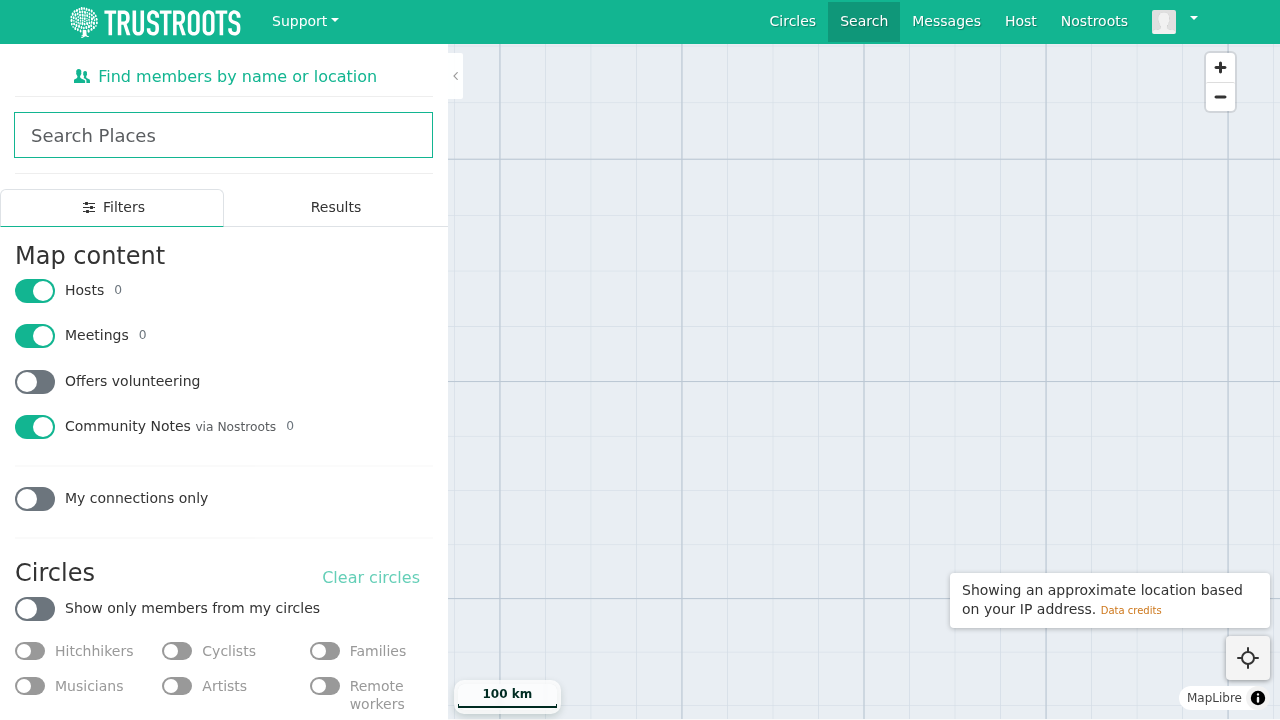 TRUSTROOTS
Support
Circles
Search
Messages
Host
Nostroots
Find members by name or location
Search Places
Filters
Results
Map content
Hosts 0
Meetings 0
Offers volunteering
Community Notes via Nostroots 0
My connections only
Circles
Clear circles
Show only members from my circles
Hitchhikers
Cyclists
Families
Musicians
Artists
Remote
workers
Showing an approximate location based
on your IP address. Data credits
100 km
MapLibre